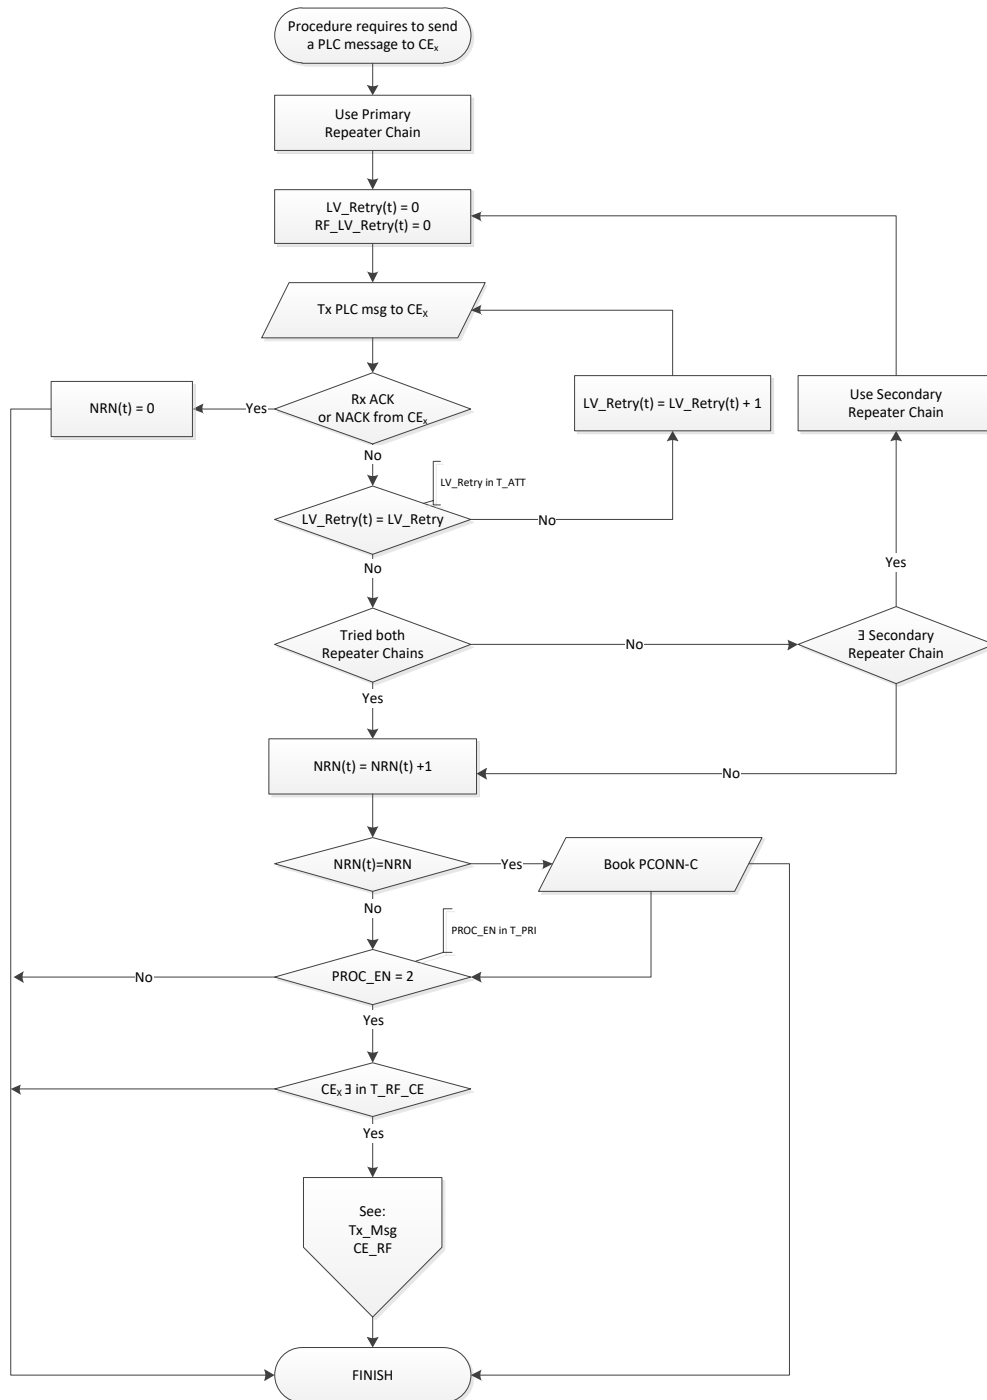 Procedure requires to send
a PLC message to CEₓ
Use Primary
Repeater Chain
LV_Retry(t) = 0
RF_LV_Retry(t) = 0
Tx PLC msg to CEₓ
Rx ACK
or NACK from CEₓ
Yes
NRN(t) = 0
LV_Retry(t) = LV_Retry(t) + 1
Use Secondary
Repeater Chain
No
LV_Retry in T_ATT
LV_Retry(t) = LV_Retry
No
No
Yes
Tried both
Repeater Chains
No
∃ Secondary
Repeater Chain
Yes
NRN(t) = NRN(t) +1
No
NRN(t)=NRN
Yes
Book PCONN-C
No
PROC_EN in T_PRI
PROC_EN = 2
No
Yes
CEₓ ∃ in T_RF_CE
Yes
See:
Tx_Msg
CE_RF
FINISH